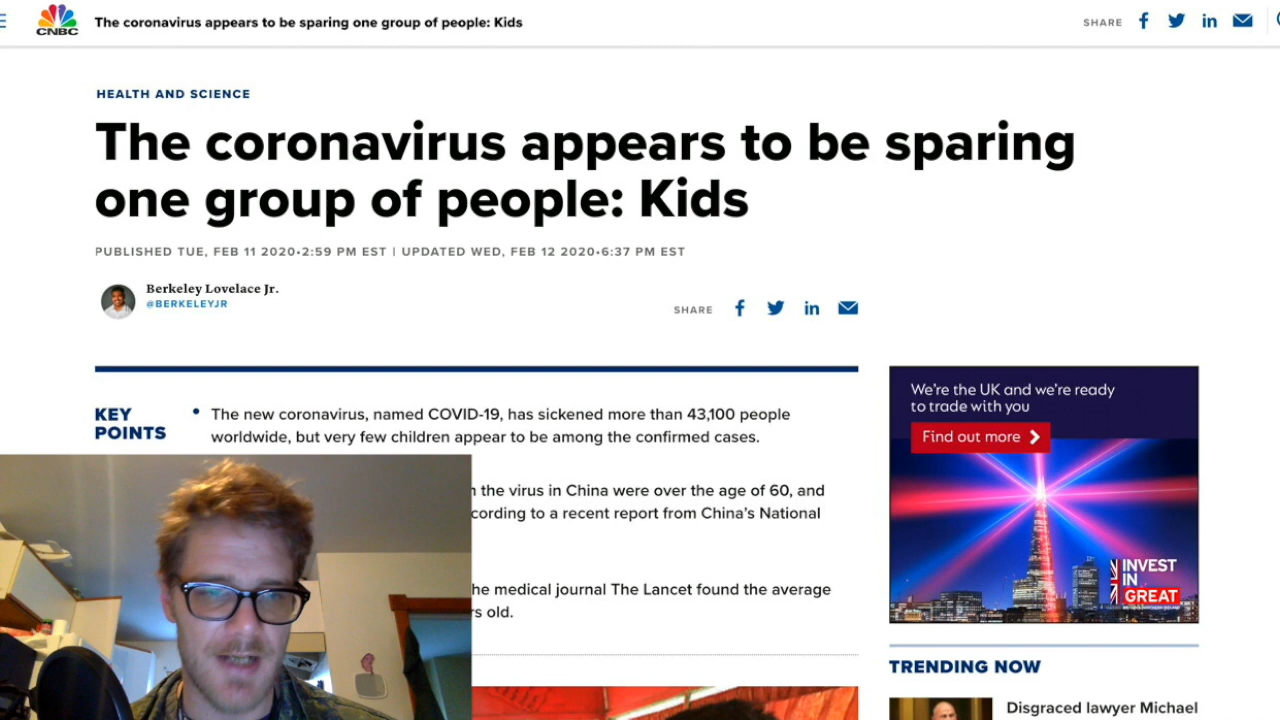 CNBC
The coronavirus appears to be sparing one group of people: Kids
SHARE
HEALTH AND SCIENCE
The coronavirus appears to be sparing
one group of people: Kids
PUBLISHED TUE, FEB 11 2020•2:59 PM EST | UPDATED WED, FEB 12 2020•6:37 PM EST
Berkeley Lovelace Jr.
@BERKELEYJR
SHARE
KEY
POINTS
• The new coronavirus, named COVID-19, has sickened more than 43,100 people
worldwide, but very few children appear to be among the confirmed cases.
the virus in China were over the age of 60, and
to a recent report from China's National
medical journal The Lancet found the average
old.
We're the UK and we're ready
to trade with you
Find out more
INVEST
IN
GREAT
TRENDING NOW
Disgraced lawyer Michael